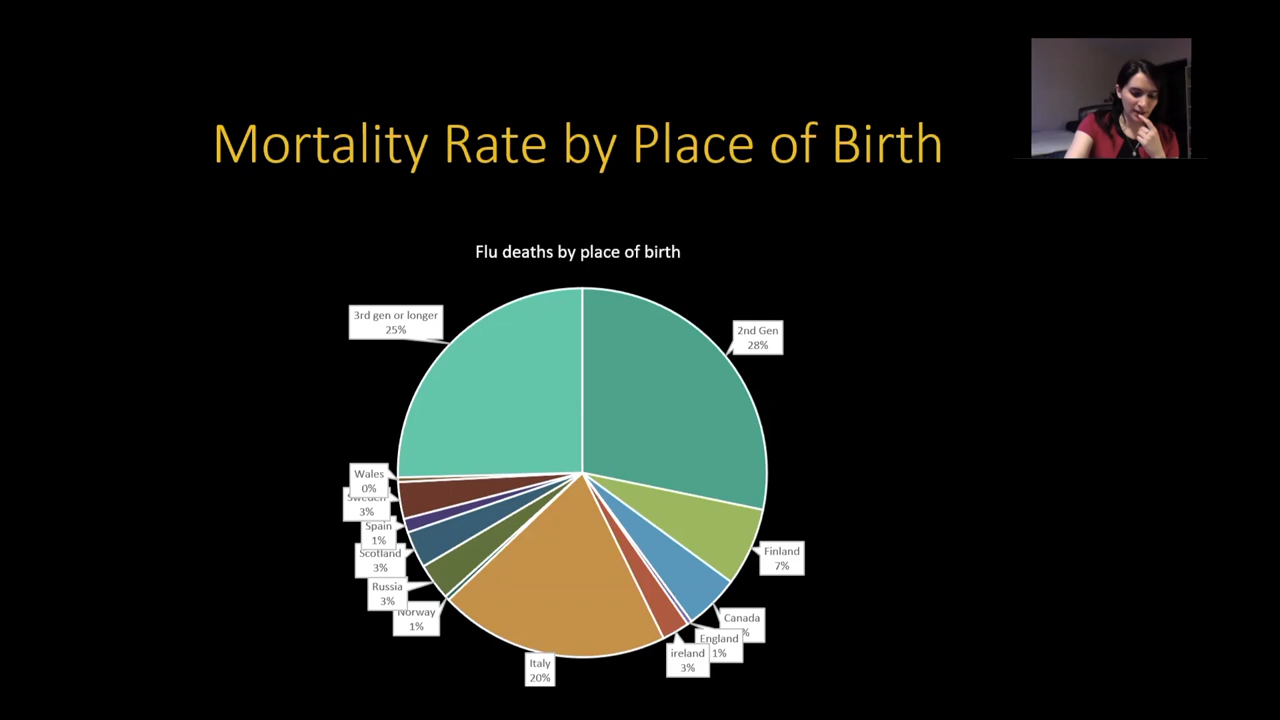 Mortality Rate by Place of Birth
Flu deaths by place of birth
3rd gen or longer
25%
2nd Gen
28%
Wales
0%
Sweden
3%
Spain
1%
Scotland
3%
Russia
3%
Norway
1%
Italy
20%
ireland
3%
England
1%
Canada
%
Finland
7%